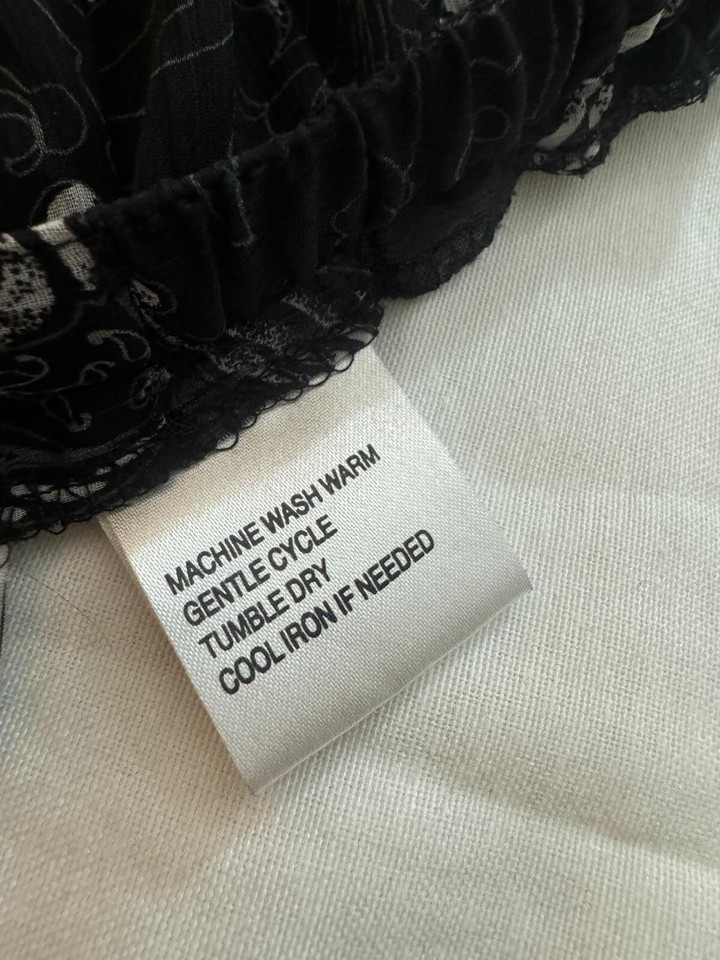 MACHINE WASH WARM
GENTLE CYCLE
TUMBLE DRY
COOL IRON IF NEEDED